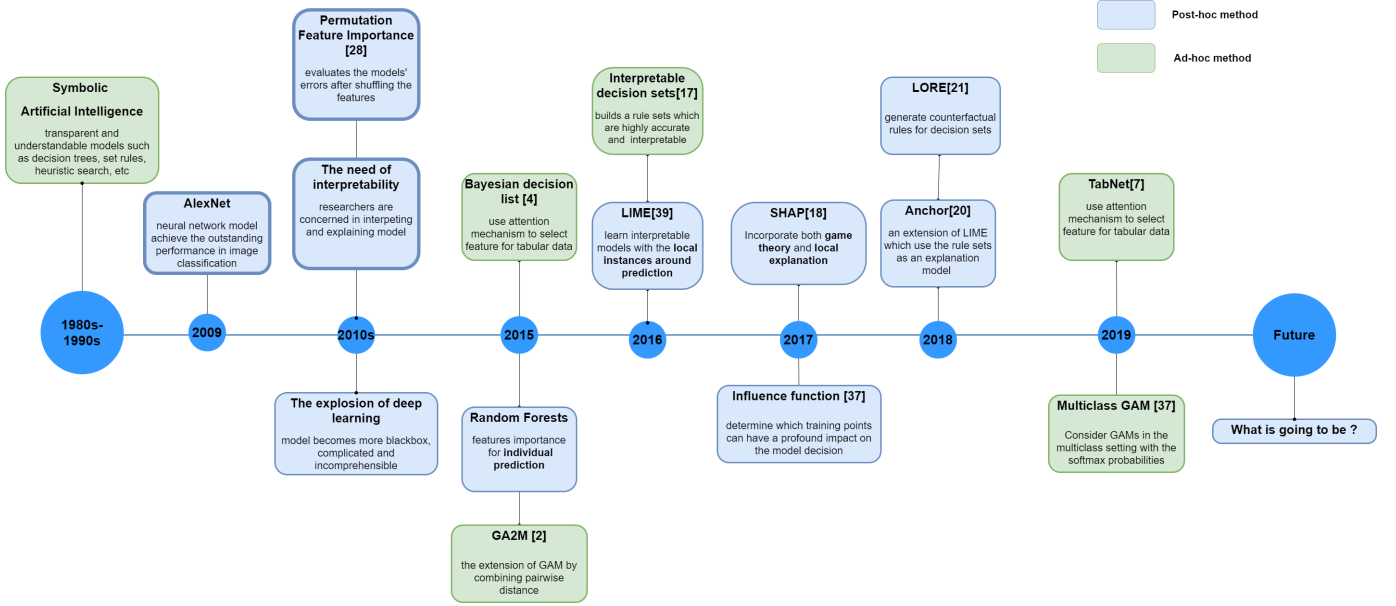 Post-hoc method
Ad-hoc method
Symbolic
Artificial Intelligence
transparent and
understandable models such
as decision trees, set rules,
heuristic search, etc
AlexNet
neural network model
achieve the outstanding
performance in image
classification
Permutation
Feature Importance
[28]
evaluates the models'
errors after shuffling the
features
The need of
interpretability
researchers are
concerned in interpeting
and explaining model
Bayesian decision
list [4]
use attention
mechanism to select
feature for tabular data
Interpretable
decision sets[17]
builds a rule sets which
are highly accurate
and interpretable
LIME[39]
learn interpretable
models with the local
instances around
prediction
SHAP[18]
Incorporate both game
theory and local
explanation
LORE[21]
generate counterfactual
rules for decision sets
Anchor[20]
an extension of LIME
which use the rule sets
as an explanation
model
TabNet[7]
use attention
mechanism to select
feature for tabular data
1980s-
1990s
2009
2010s
2015
2016
2017
2018
2019
Future
The explosion of deep
learning
model becomes more blackbox,
complicated and
incomprehensible
Random Forests
features importance
for individual
prediction
GA2M [2]
the extension of GAM by
combining pairwise
distance
Influence function [37]
determine which training points
can have a profound impact on
the model decision
Multiclass GAM [37]
Consider GAMs in the
multiclass setting with the
softmax probabilities
What is going to be ?